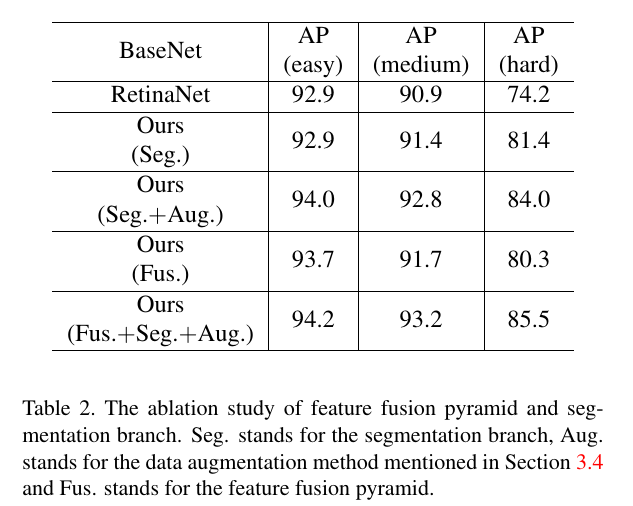 BaseNet AP (easy) AP (medium) AP (hard)
RetinaNet 92.9 90.9 74.2
Ours (Seg.) 92.9 91.4 81.4
Ours (Seg.+Aug.) 94.0 92.8 84.0
Ours (Fus.) 93.7 91.7 80.3
Ours (Fus.+Seg.+Aug.) 94.2 93.2 85.5
Table 2. The ablation study of feature fusion pyramid and seg-
mentation branch. Seg. stands for the segmentation branch, Aug.
stands for the data augmentation method mentioned in Section 3.4
and Fus. stands for the feature fusion pyramid.